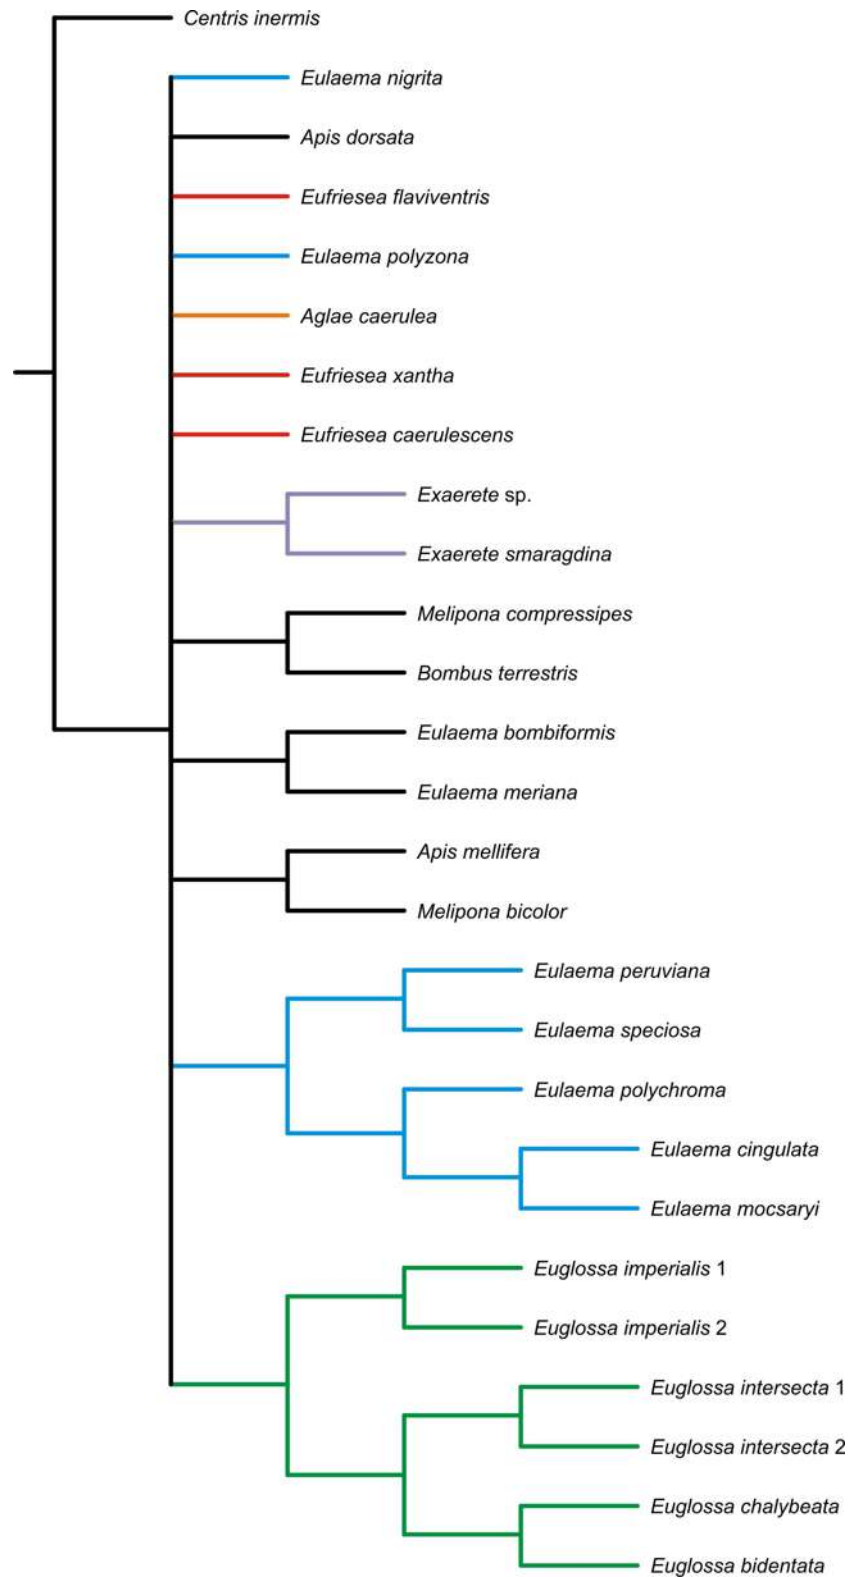 Centris inermis
Eulaema nigrita
Apis dorsata
Eufriesea flaviventris
Eulaema polyzona
Aglae caerulea
Eufriesea xantha
Eufriesea caerulescens
Exaerete sp.
Exaerete smaragdina
Melipona compressipes
Bombus terrestris
Eulaema bombiformis
Eulaema meriana
Apis mellifera
Melipona bicolor
Eulaema peruviana
Eulaema speciosa
Eulaema polychroma
Eulaema cingulata
Eulaema mocsaryi
Euglossa imperialis 1
Euglossa imperialis 2
Euglossa intersecta 1
Euglossa intersecta 2
Euglossa chalybeata
Euglossa bidentata